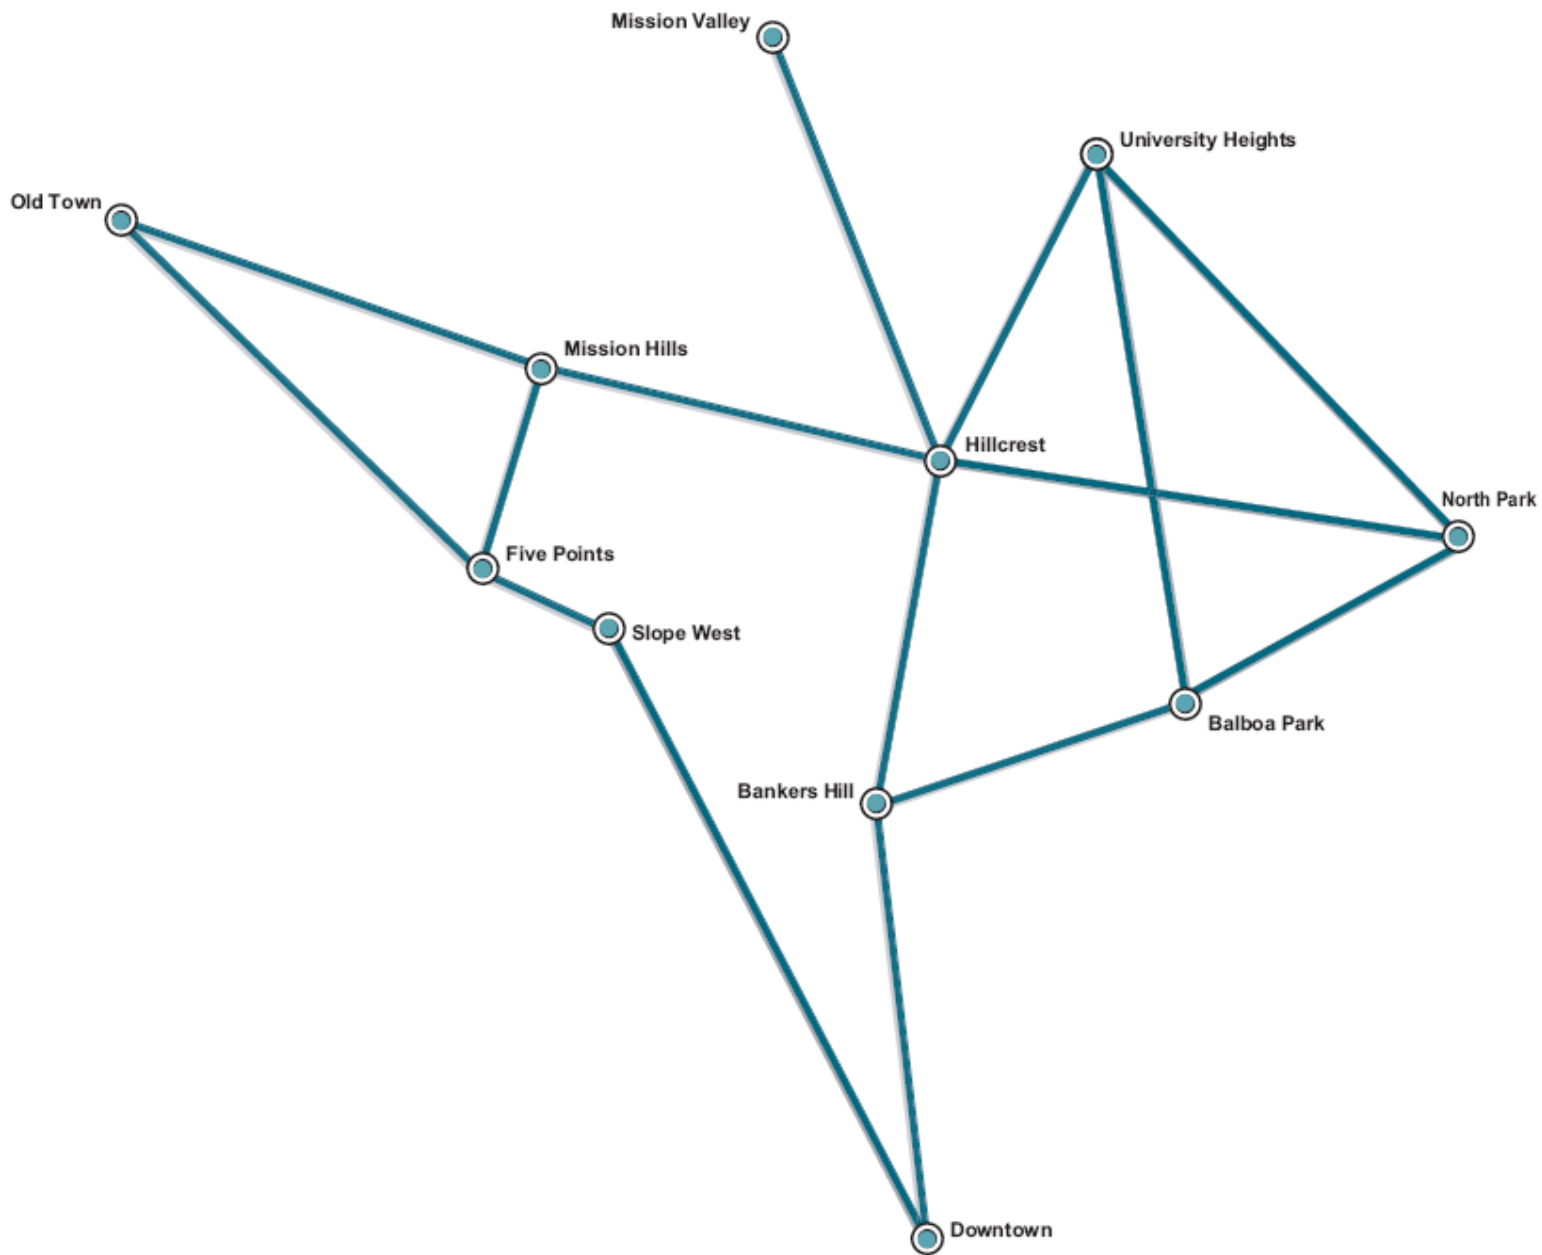 Mission Valley
University Heights
Old Town
Mission Hills
Hillcrest
North Park
Five Points
Slope West
Balboa Park
Bankers Hill
Downtown